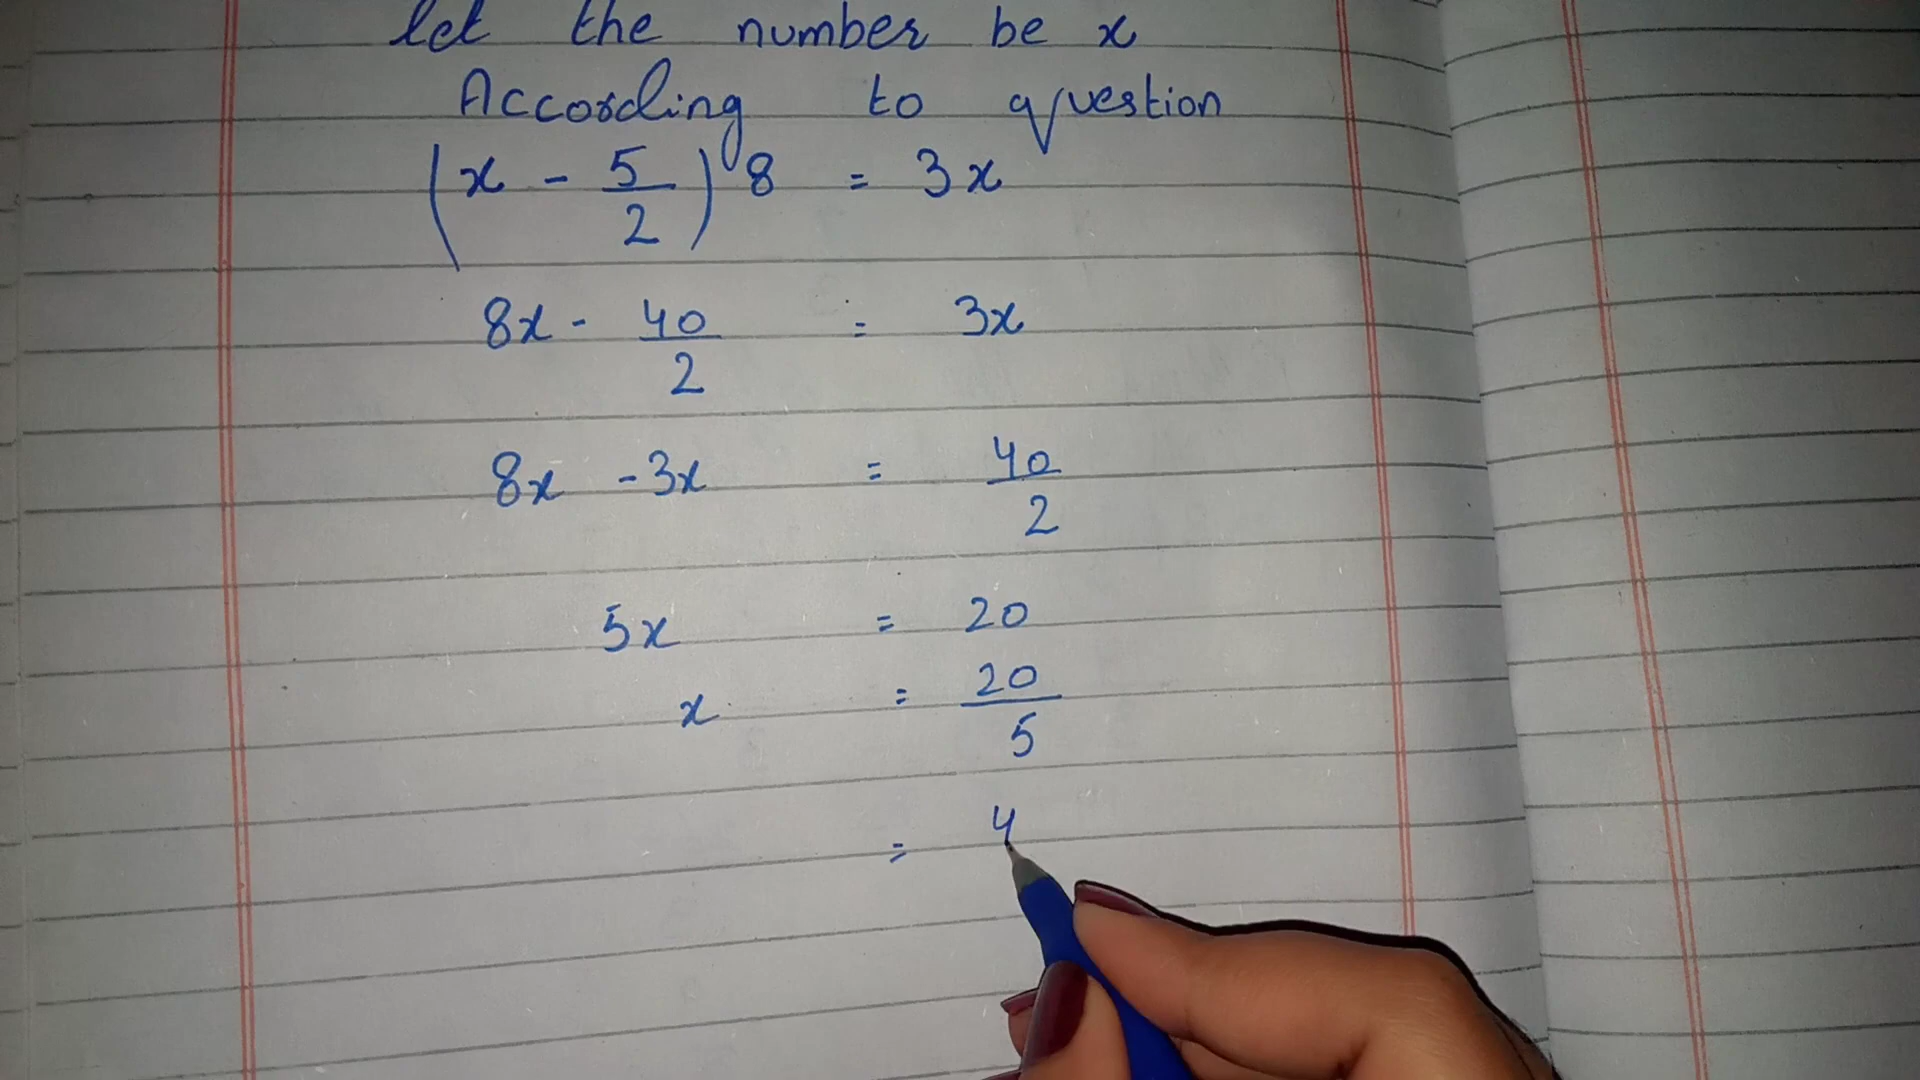 let the number be x
According to question
(x - 5/2) 8 = 3x
8x - 40/2 = 3x
8x - 3x = 40/2
5x = 20
x = 20/5
= 4